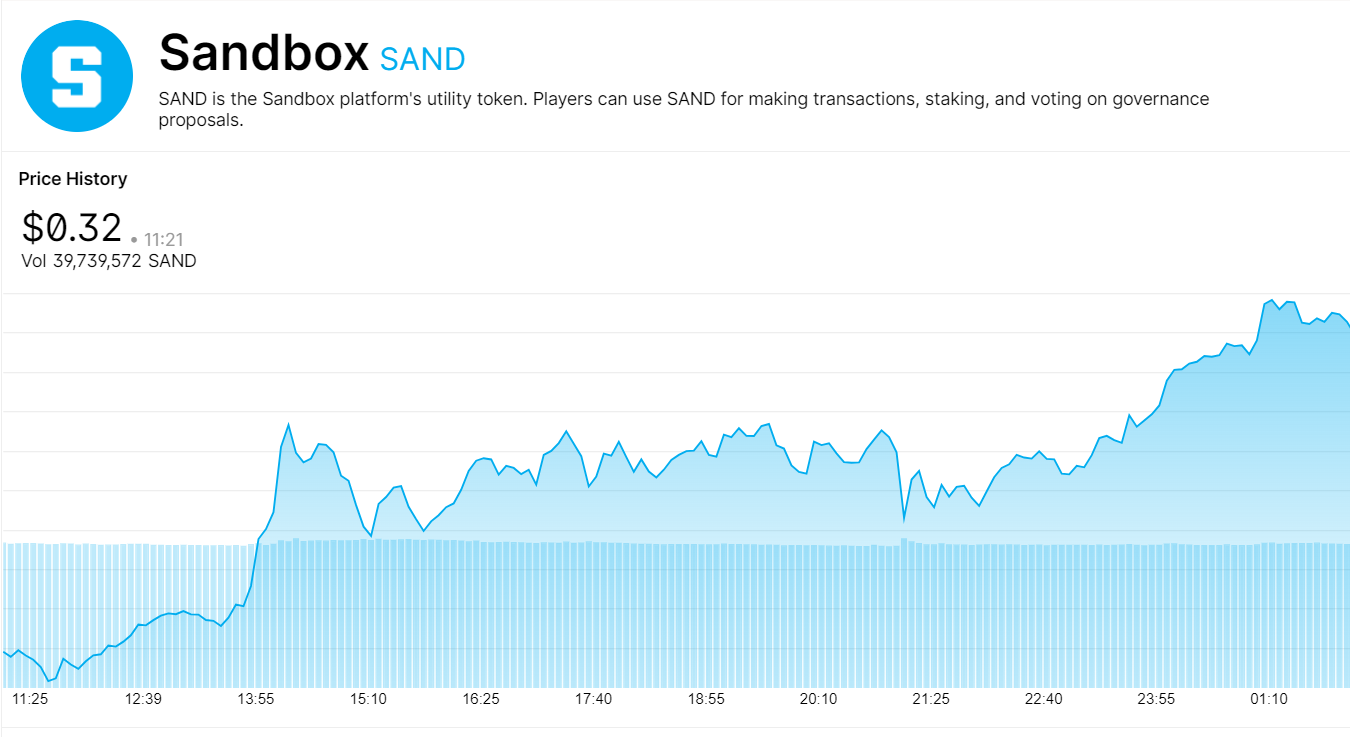 S
Sandbox SAND
SAND is the Sandbox platform's utility token. Players can use SAND for making transactions, staking, and voting on governance
proposals.
Price History
$0.32 • 11:21
Vol 39,739,572 SAND
11:25 12:39 13:55 15:10 16:25 17:40 18:55 20:10 21:25 22:40 23:55 01:10